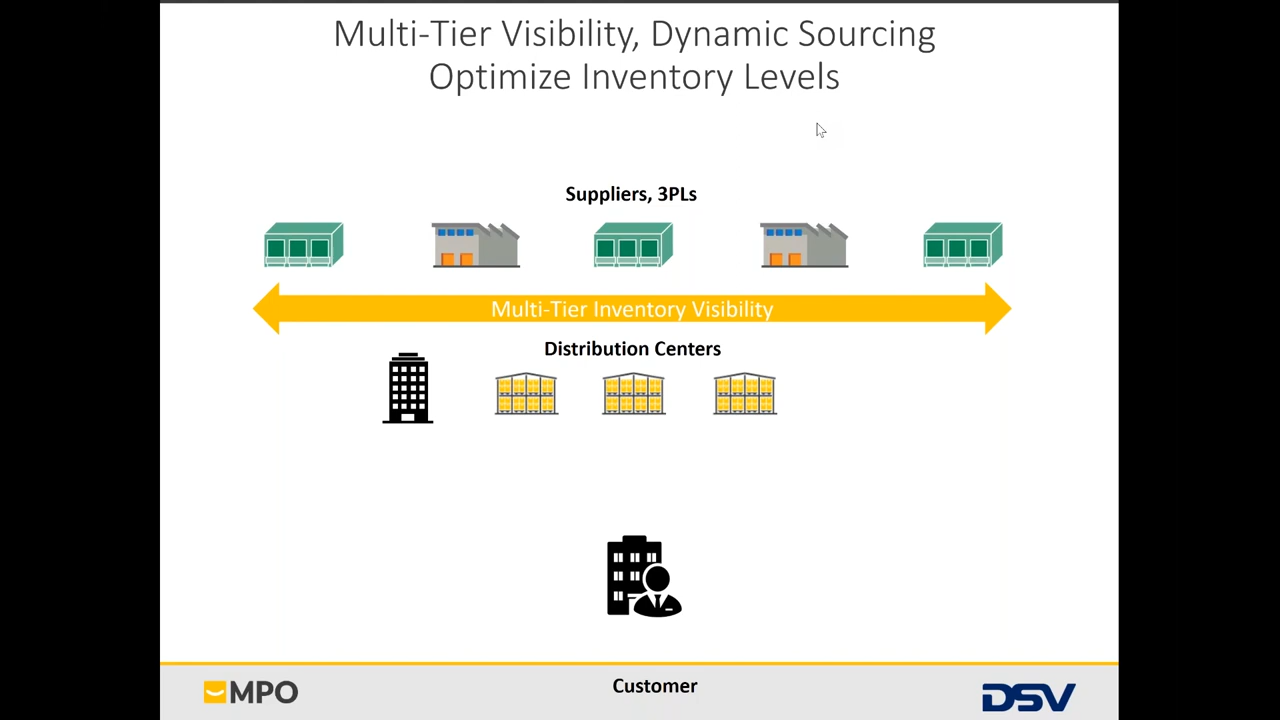 Multi-Tier Visibility, Dynamic Sourcing
Optimize Inventory Levels
Suppliers, 3PLs
Multi-Tier Inventory Visibility
Distribution Centers
MPO
Customer
DSV